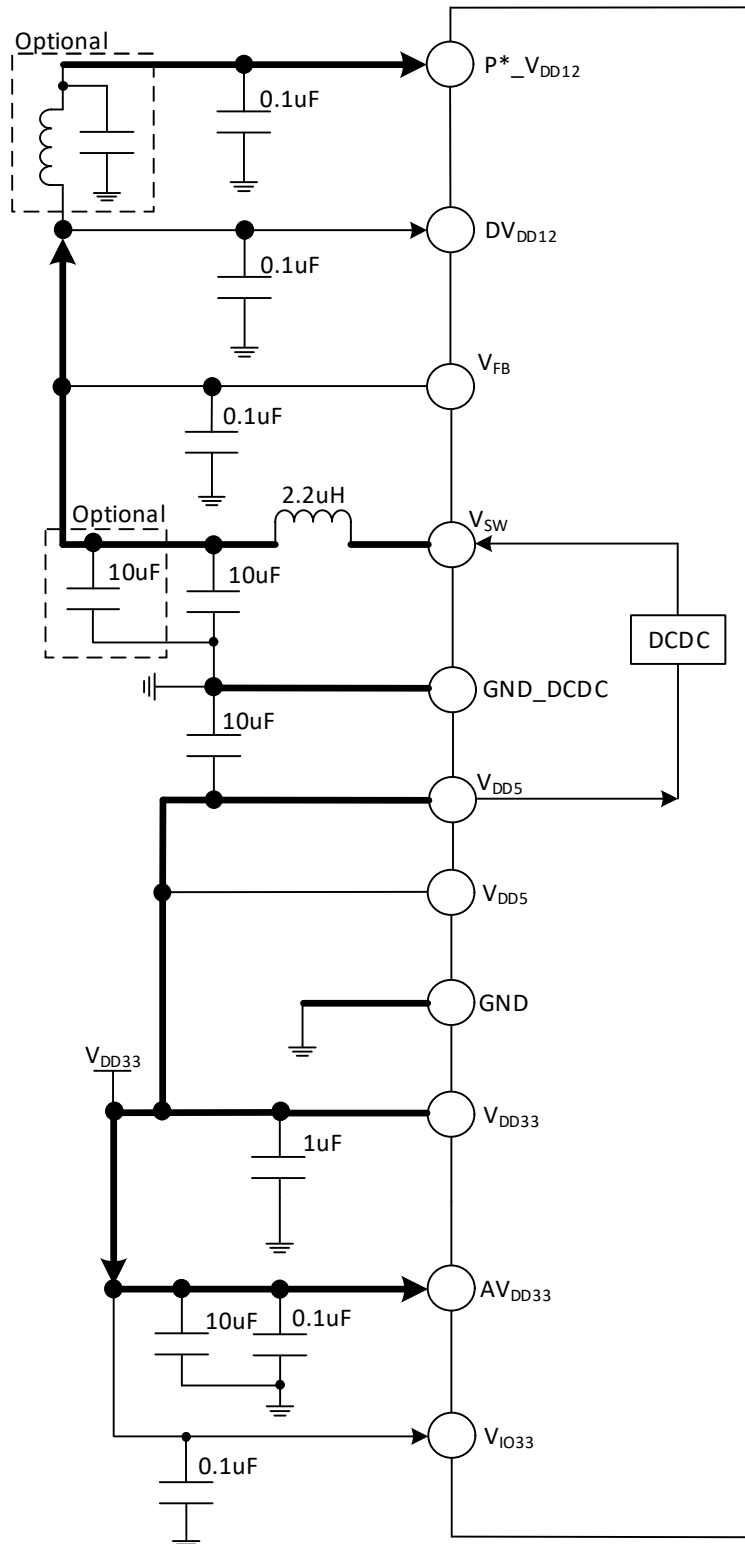 Optional
P*_VDD12
0.1uF
DVDD12
0.1uF
VFB
0.1uF
2.2uH
VSW
Optional
10uF
10uF
DCDC
GND_DCDC
10uF
VDD5
VDD5
GND
VDD33
VDD33
1uF
AVDD33
10uF
0.1uF
VIO33
0.1uF